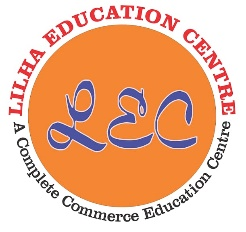 LILHA EDUCATION CENTRE
LEC
A Complete Commerce Education Centre